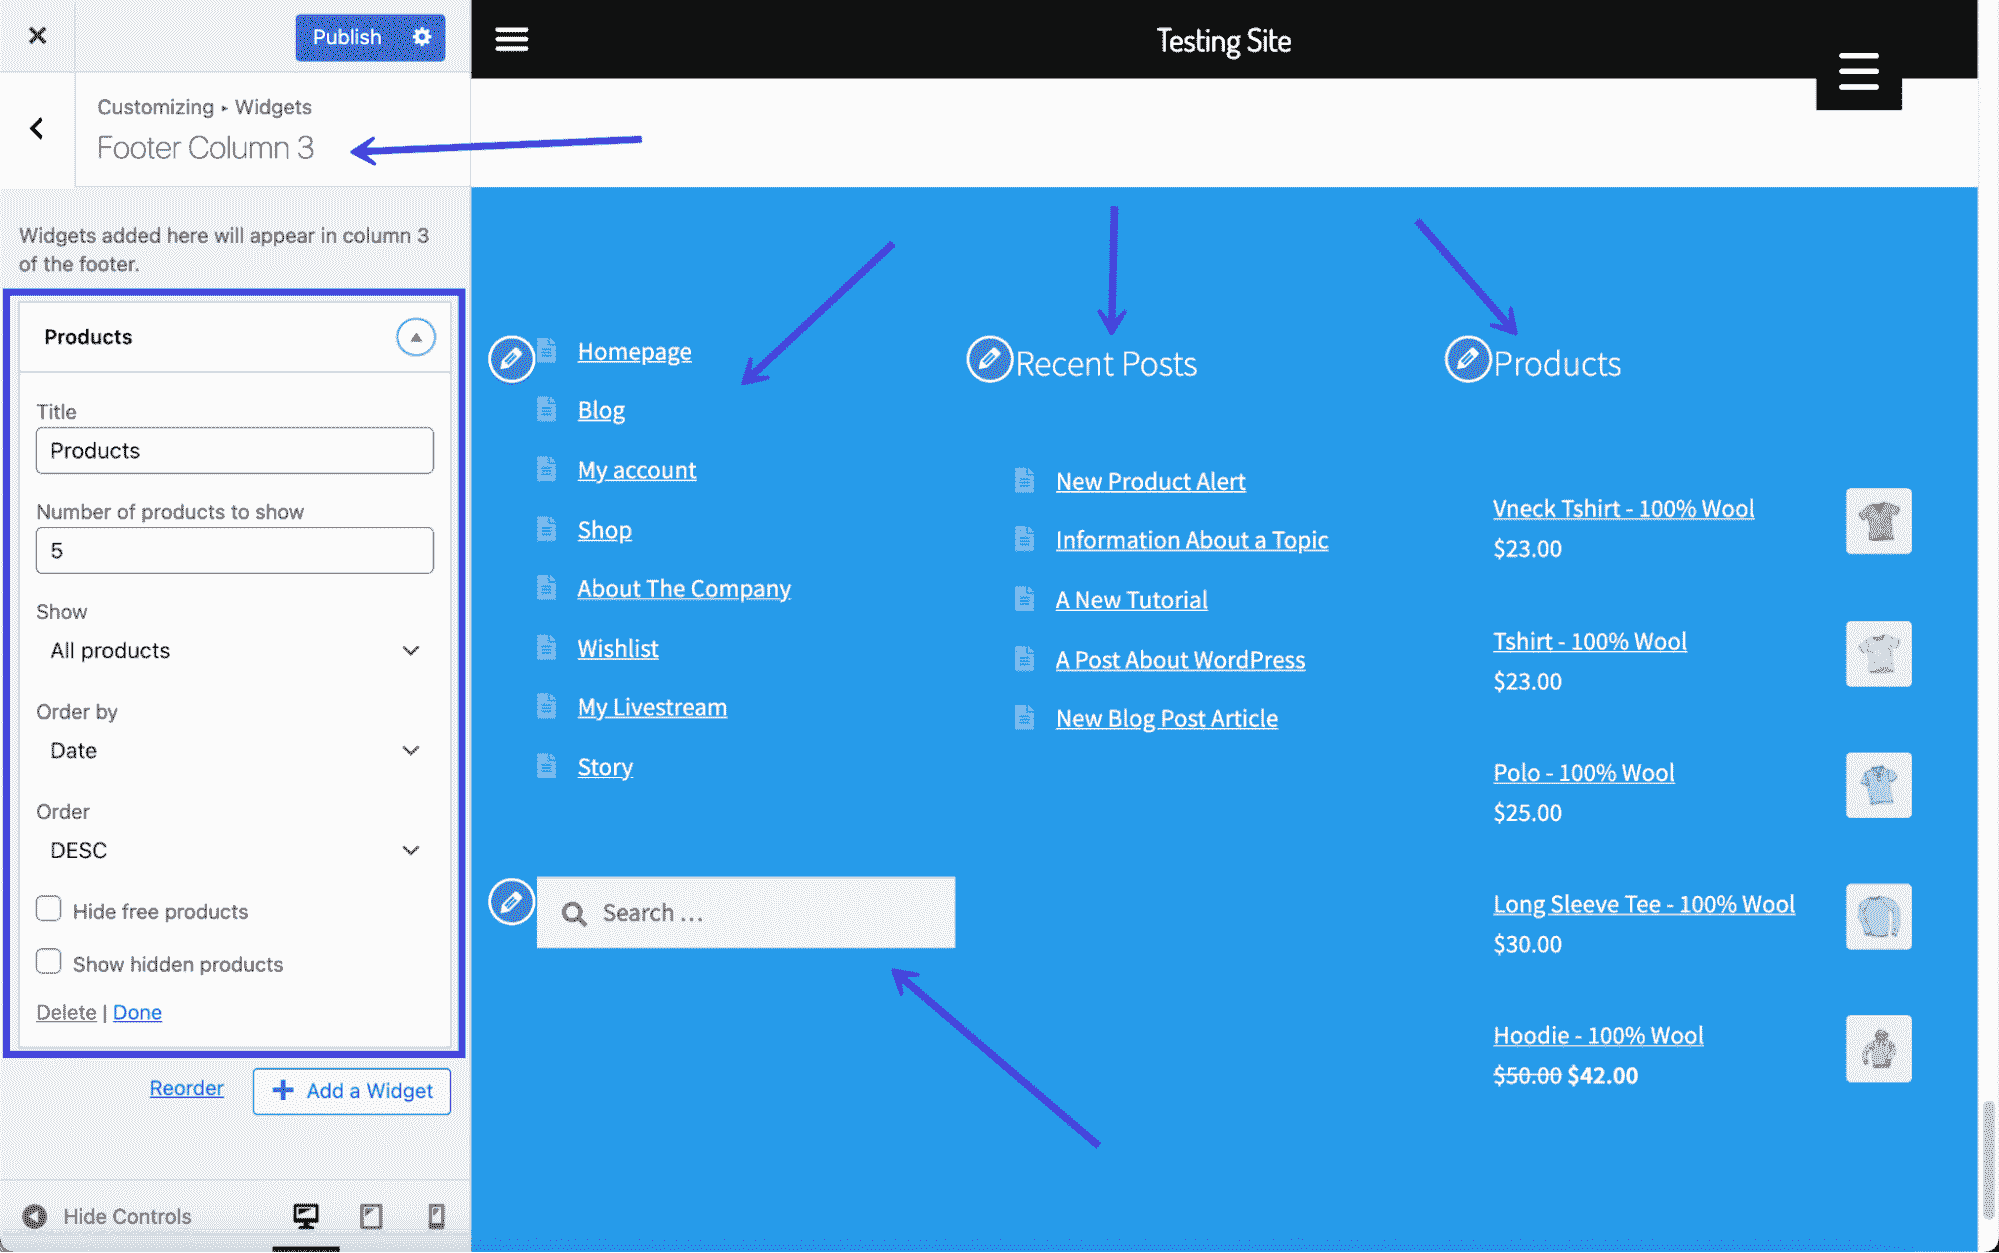 Publish
Customizing ▸ Widgets
Footer Column 3
Widgets added here will appear in column 3
of the footer.
Products
Title
Products
Number of products to show
5
Show
All products
Order by
Date
Order
DESC
Hide free products
Show hidden products
Delete | Done
Reorder
Add a Widget
Hide Controls
Testing Site
Homepage
Blog
My account
Shop
About The Company
Wishlist
My Livestream
Story
Search …
Recent Posts
New Product Alert
Information About a Topic
A New Tutorial
A Post About WordPress
New Blog Post Article
Products
Vneck Tshirt - 100% Wool
$23.00
Tshirt - 100% Wool
$23.00
Polo - 100% Wool
$25.00
Long Sleeve Tee - 100% Wool
$30.00
Hoodie - 100% Wool
$50.00 $42.00